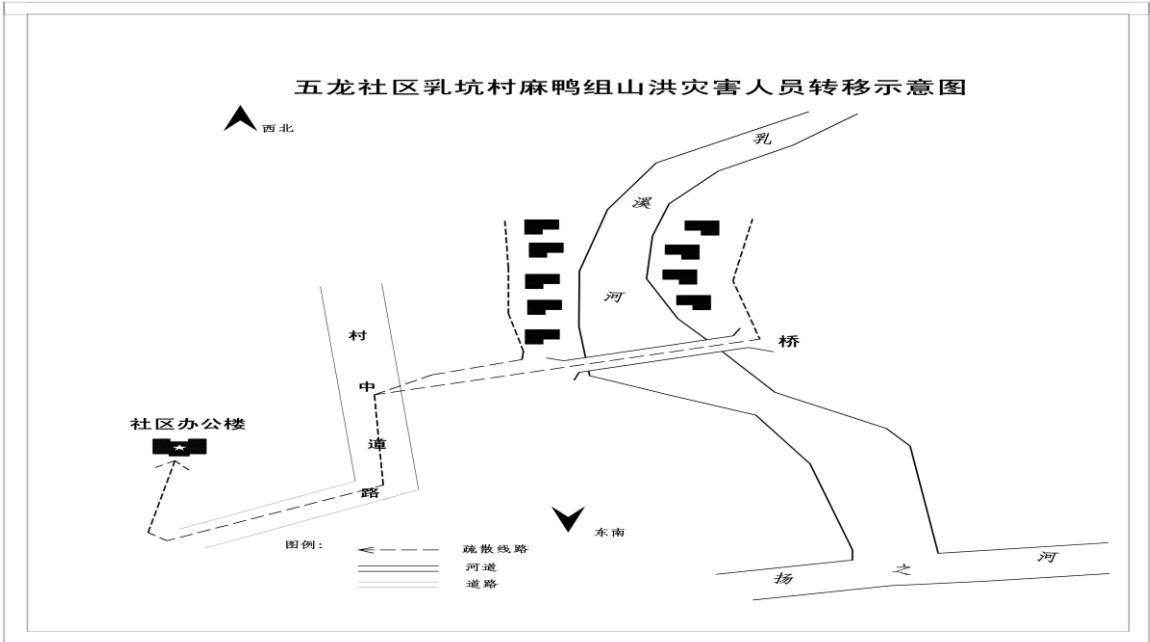 五龙社区乳坑村麻鸭组山洪灾害人员转移示意图
西北
乳
溪
河
桥
村
中
道
路
社区办公楼
东南
图例：
疏散线路
河道
道路
扬
之
河